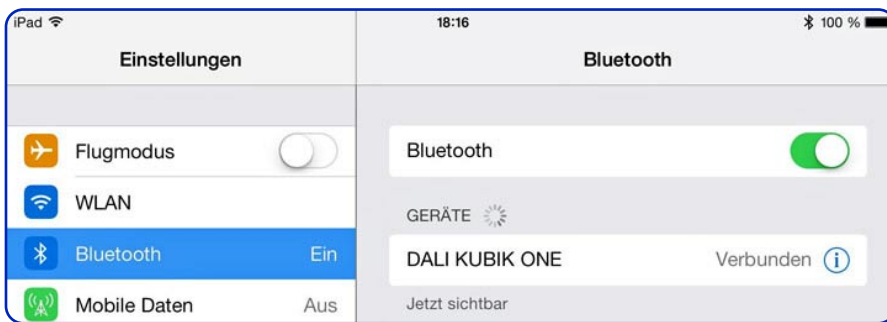 iPad 18:16 100 %
Einstellungen
Flugmodus
WLAN
Bluetooth Ein
Mobile Daten Aus
Bluetooth
Bluetooth
GERÄTE
DALI KUBIK ONE Verbunden
Jetzt sichtbar